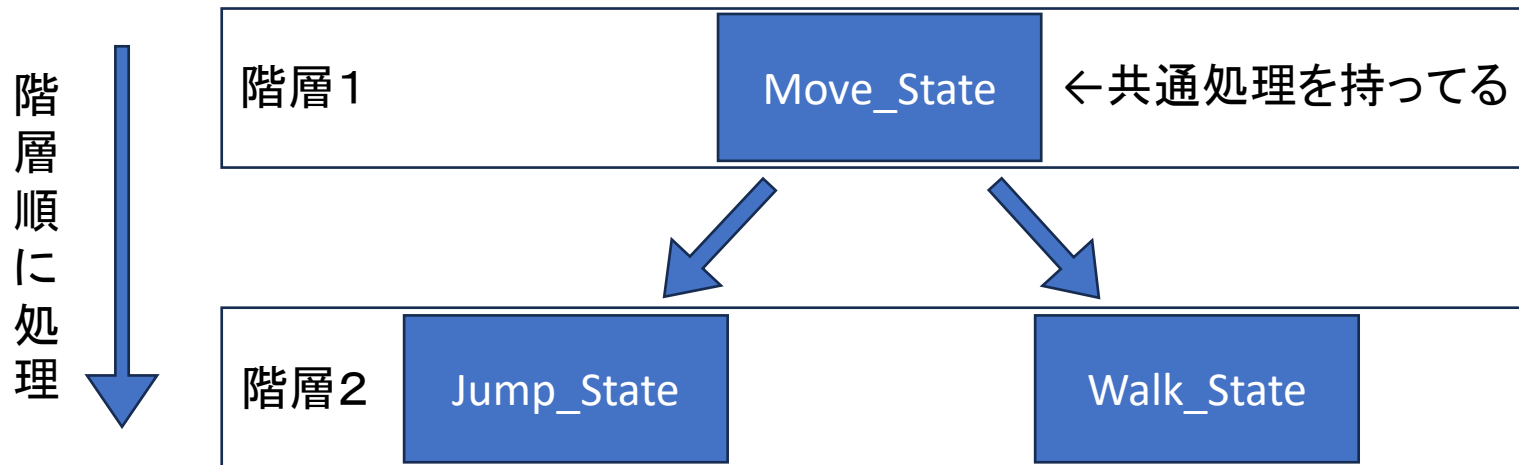 階層順に処理
階層１
Move_State
←共通処理を持ってる
階層２
Jump_State
Walk_State